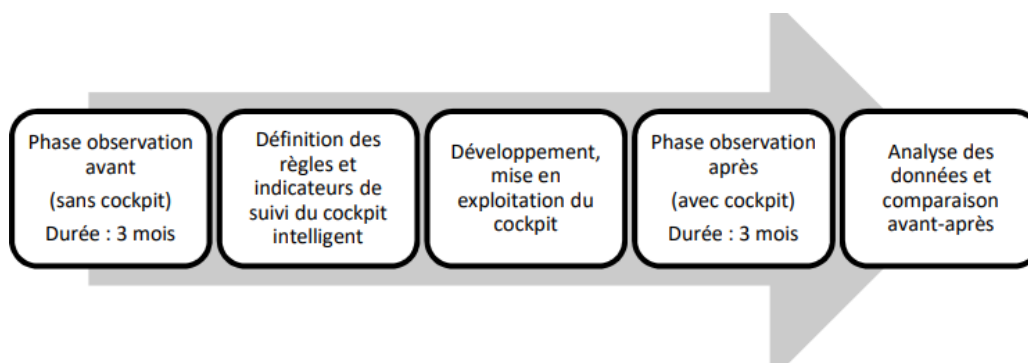 Phase observation
avant
(sans cockpit)
Durée : 3 mois
Définition des
règles et
indicateurs de
suivi du cockpit
intelligent
Développement,
mise en
exploitation du
cockpit
Phase observation
après
(avec cockpit)
Durée : 3 mois
Analyse des
données et
comparaison
avant-après